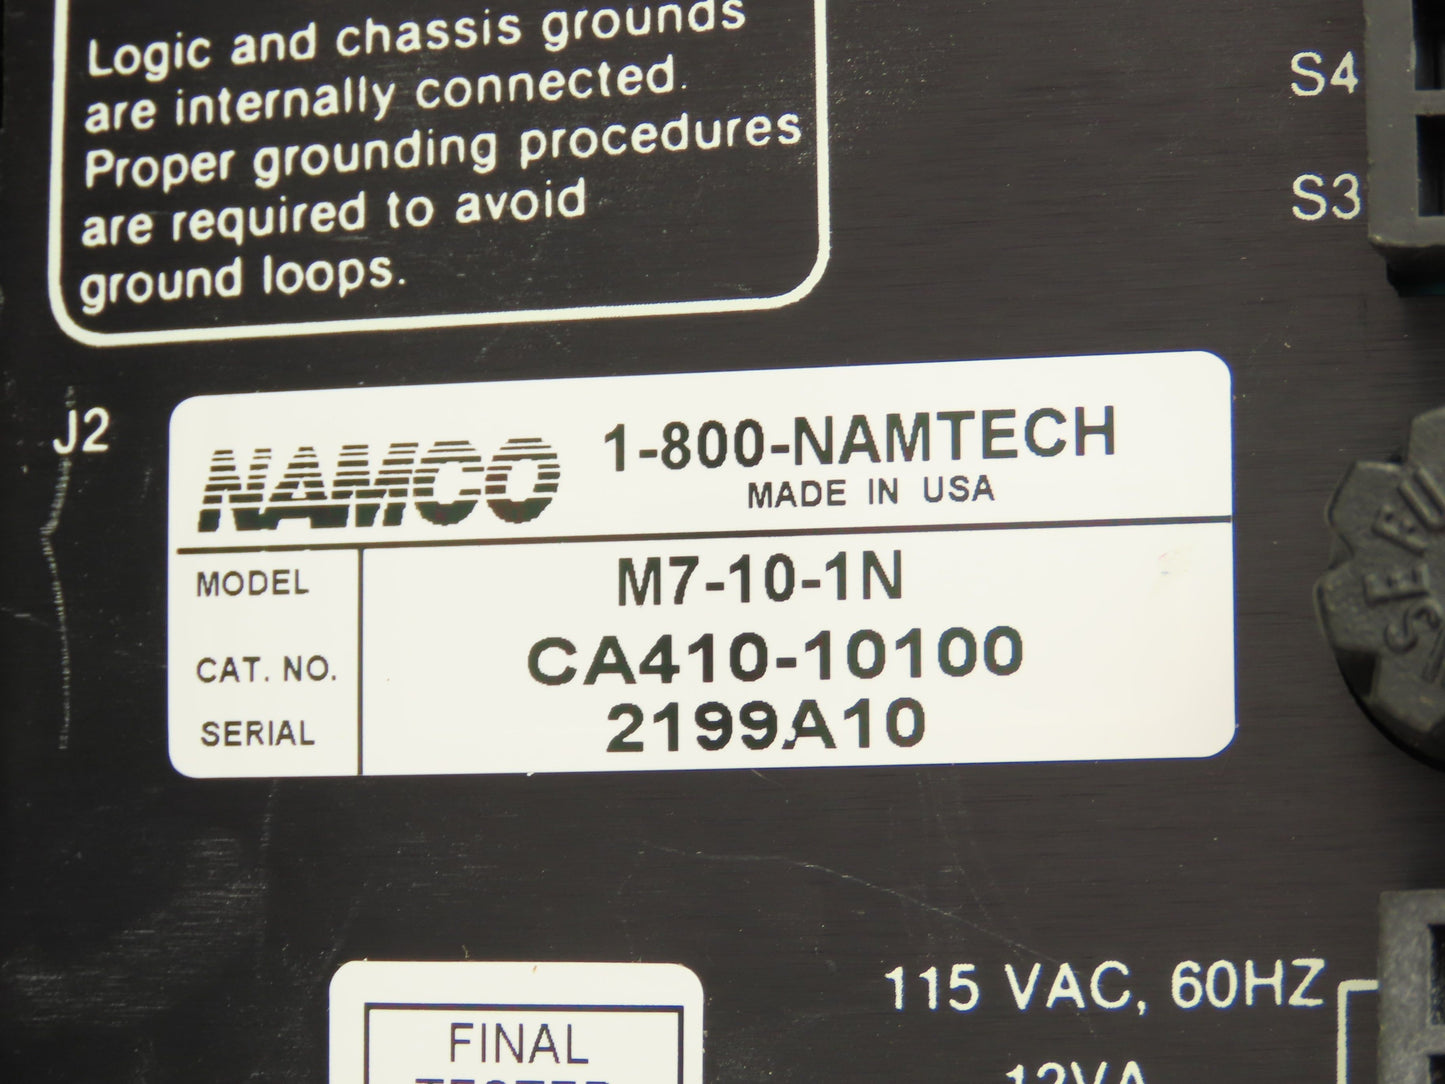 Logic and chassis grounds
are internally connected.
Proper grounding procedures
are required to avoid
ground loops.
S4
S3
J2
NAMCO
1-800-NAMTECH
MADE IN USA
MODEL M7-10-1N
CAT. NO. CA410-10100
SERIAL 2199A10
115 VAC, 60HZ
12VA
FINAL
TESTED